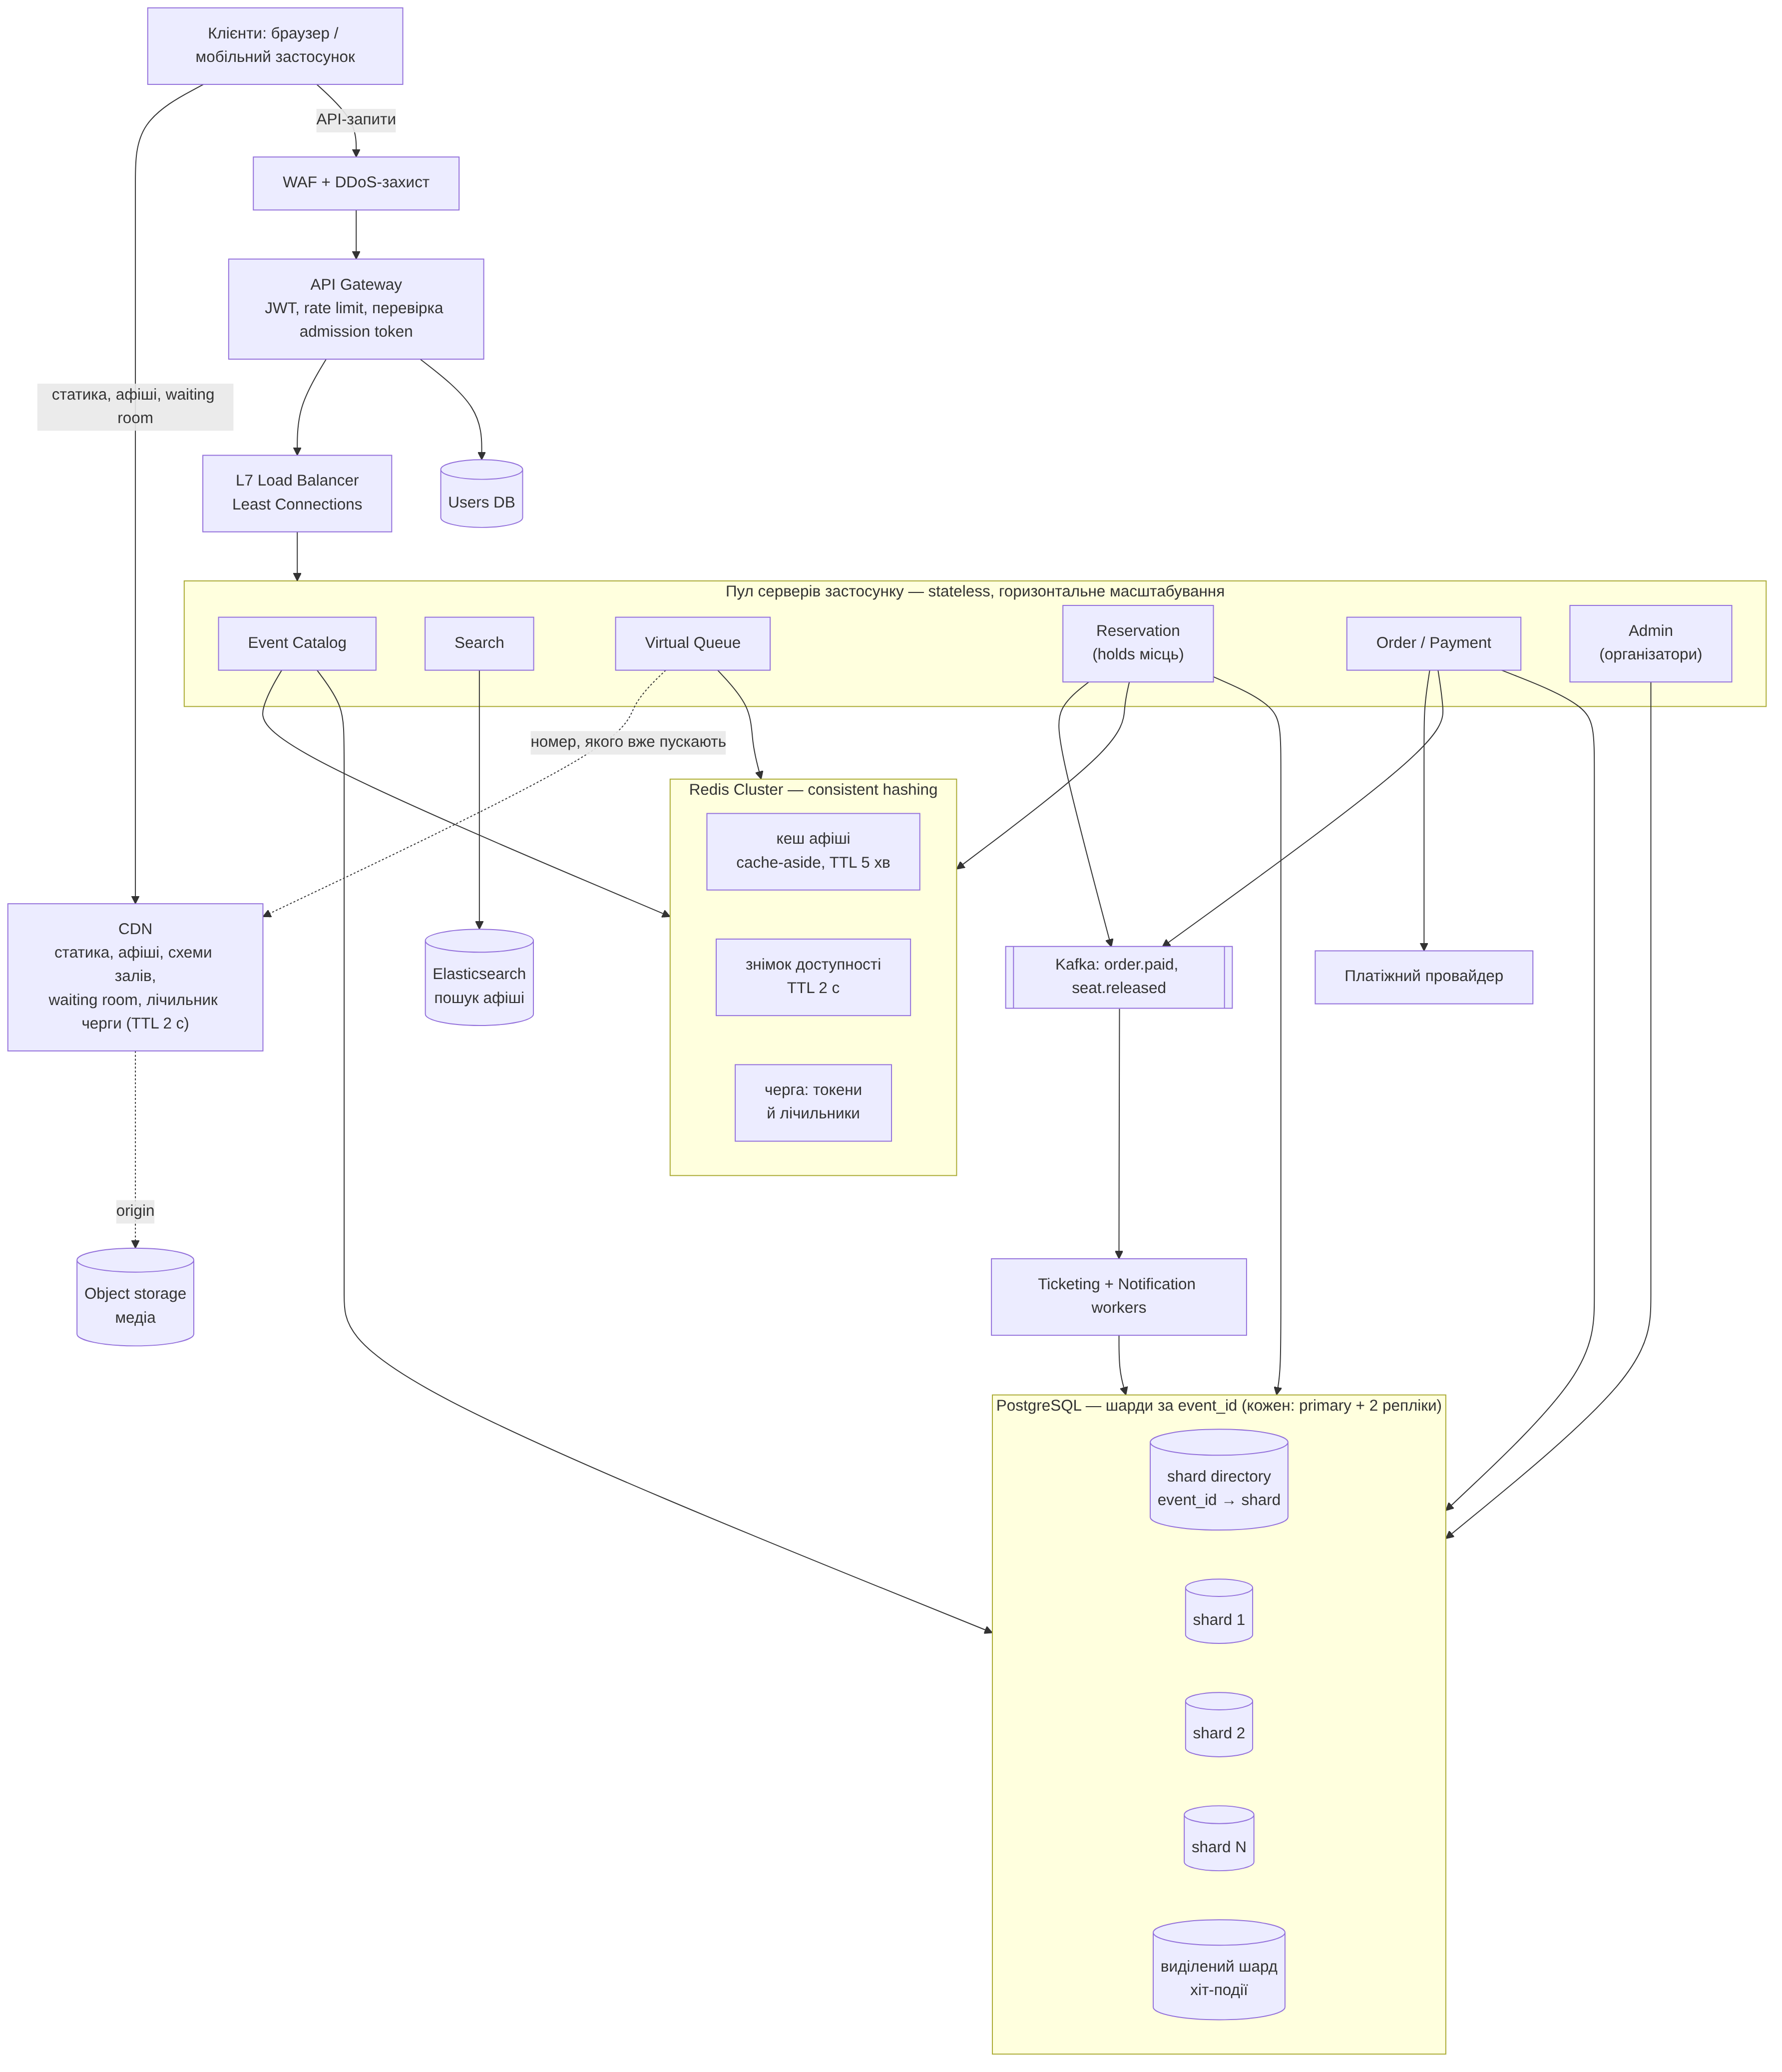 Клієнти: браузер /
мобільний застосунок
API-запити
WAF + DDoS-захист
API Gateway
JWT, rate limit, перевірка
admission token
статика, афіші, waiting
room
L7 Load Balancer
Least Connections
Users DB
Пул серверів застосунку — stateless, горизонтальне масштабування
Event Catalog
Search
Virtual Queue
Reservation
(holds місць)
Order / Payment
Admin
(організатори)
номер, якого вже пускають
Redis Cluster — consistent hashing
кеш афіші
cache-aside, TTL 5 хв
знімок доступності
TTL 2 с
черга: токени
й лічильники
CDN
статика, афіші, схеми
залів,
waiting room, лічильник
черги (TTL 2 с)
Elasticsearch
пошук афіші
Kafka: order.paid,
seat.released
Платіжний провайдер
origin
Object storage
медіа
Ticketing + Notification
workers
PostgreSQL — шарди за event_id (кожен: primary + 2 репліки)
shard directory
event_id → shard
shard 1
shard 2
shard N
виділений шард
хіт-події